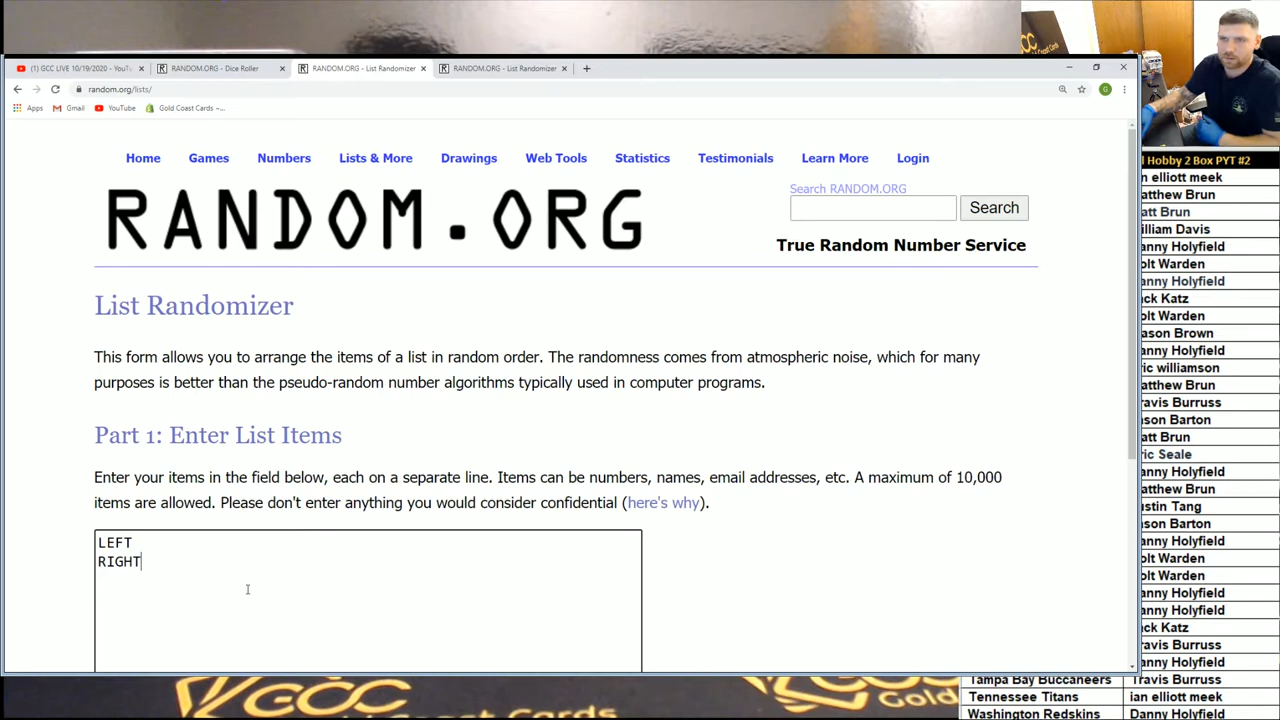 (1) GCC LIVE 10/19/2020 - YouTu
RANDOM.ORG - Dice Roller
RANDOM.ORG - List Randomizer
RANDOM.ORG - List Randomizer
random.org/lists/
Apps
Gmail
YouTube
Gold Coast Cards ~...
Home
Games
Numbers
Lists & More
Drawings
Web Tools
Statistics
Testimonials
Learn More
Login
RANDOM.ORG
Search RANDOM.ORG
Search
True Random Number Service
List Randomizer
This form allows you to arrange the items of a list in random order. The randomness comes from atmospheric noise, which for many
purposes is better than the pseudo-random number algorithms typically used in computer programs.
Part 1: Enter List Items
Enter your items in the field below, each on a separate line. Items can be numbers, names, email addresses, etc. A maximum of 10,000
items are allowed. Please don't enter anything you would consider confidential (here's why).
LEFT
RIGHT
l Hobby 2 Box PYT #2
n elliott meek
atthew Brun
att Brun
illiam Davis
anny Holyfield
olt Warden
anny Holyfield
ck Katz
olt Warden
ason Brown
anny Holyfield
ric williamson
atthew Brun
ravis Burruss
ason Barton
att Brun
ric Seale
anny Holyfield
atthew Brun
ustin Tang
ason Barton
anny Holyfield
olt Warden
olt Warden
anny Holyfield
anny Holyfield
ck Katz
ravis Burruss
anny Holyfield
Tampa Bay Buccaneers Travis Burruss
Tennessee Titans ian elliott meek
Washington Redskins Danny Holyfield
GCC
Gold